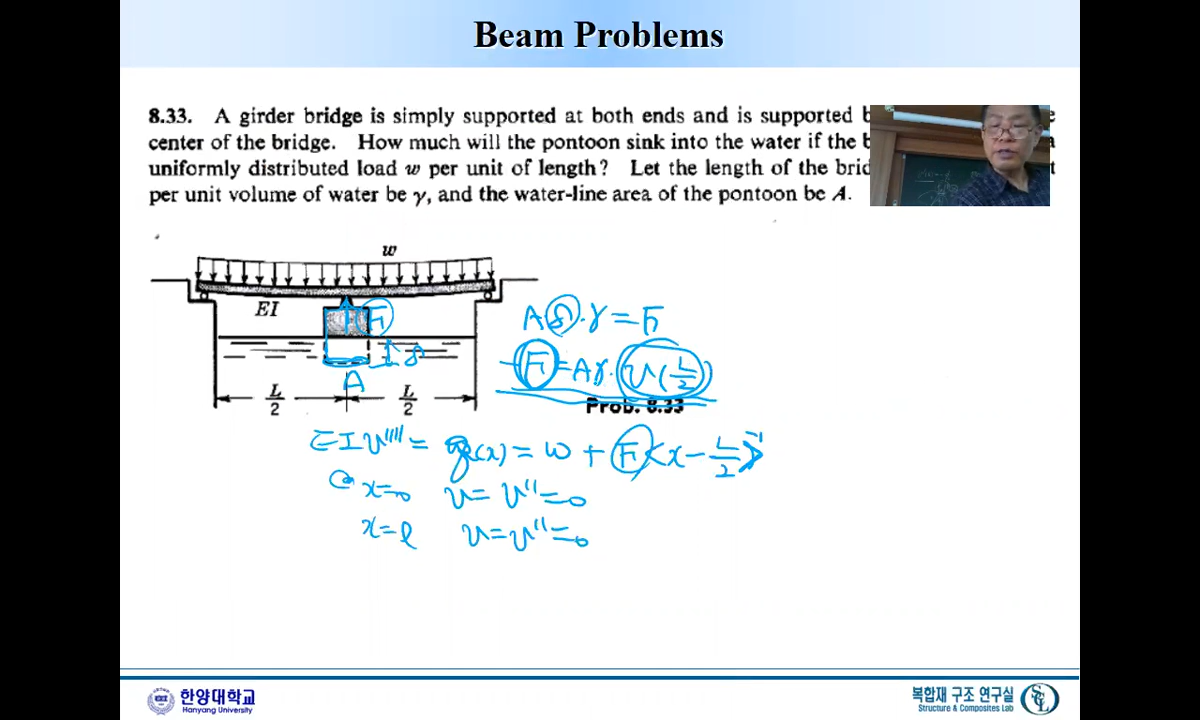 Beam Problems
8.33. A girder bridge is simply supported at both ends and is supported
center of the bridge. How much will the pontoon sink into the water if the
uniformly distributed load w per unit of length? Let the length of the
per unit volume of water be γ, and the water-line area of the pontoon be A.
w
EI
F
δ
A
L/2
L/2
Aδ·γ = F
-F = Aγ·v(L/2)
Prob. 8.33
EIv'''' = q(x) = w + F<x - L/2>⁻¹
@ x=0 v = v'' = 0
x=l v = v'' = 0
한양대학교
Hanyang University
복합재 구조 연구실
Structure & Composites Lab